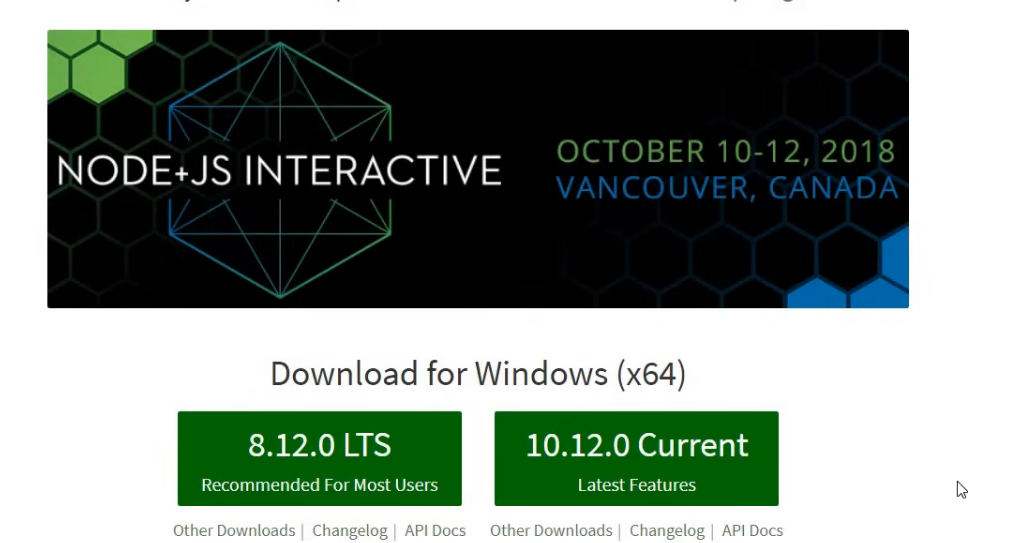 NODE+JS INTERACTIVE
OCTOBER 10-12, 2018
VANCOUVER, CANADA
Download for Windows (x64)
8.12.0 LTS
Recommended For Most Users
10.12.0 Current
Latest Features
Other Downloads | Changelog | API Docs
Other Downloads | Changelog | API Docs